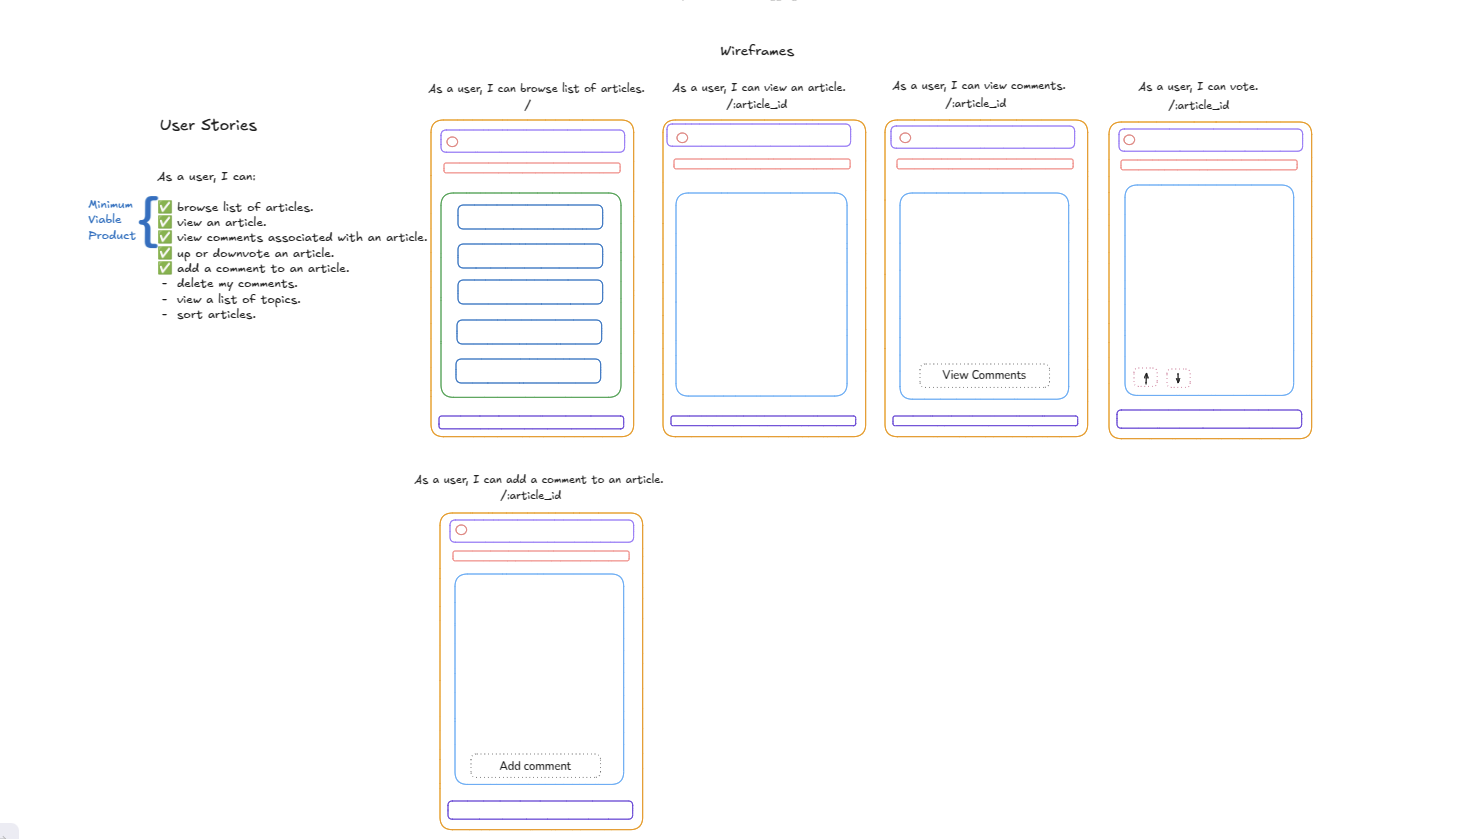 Wireframes
User Stories
As a user, I can:
Minimum
Viable
Product
✅ browse list of articles.
✅ view an article.
✅ view comments associated with an article.
✅ up or downvote an article.
✅ add a comment to an article.
- delete my comments.
- view a list of topics.
- sort articles.
As a user, I can browse list of articles.
/
As a user, I can view an article.
/:article_id
As a user, I can view comments.
/:article_id
View Comments
As a user, I can vote.
/:article_id
↑ ↓
As a user, I can add a comment to an article.
/:article_id
Add comment